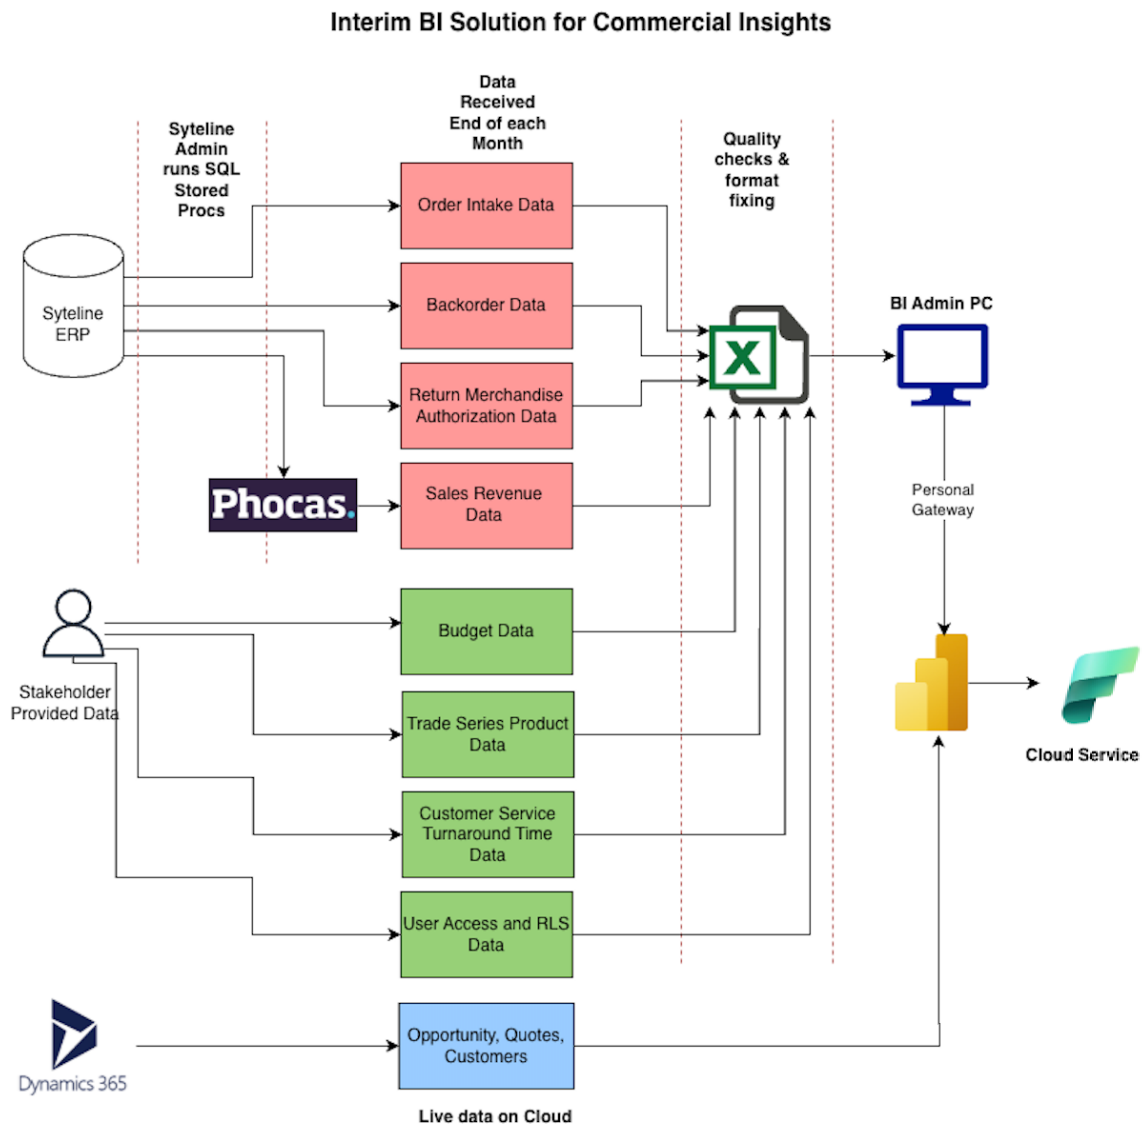 Interim BI Solution for Commercial Insights
Data
Received
End of each
Month
Syteline
Admin
runs SQL
Stored
Procs
Quality
checks &
format
fixing
Order Intake Data
Syteline
ERP
Backorder Data
BI Admin PC
X
Return Merchandise
Authorization Data
Phocas.
Sales Revenue
Data
Personal
Gateway
Budget Data
Stakeholder
Provided Data
Trade Series Product
Data
Cloud Service
Customer Service
Turnaround Time
Data
User Access and RLS
Data
Opportunity, Quotes,
Customers
Dynamics 365
Live data on Cloud